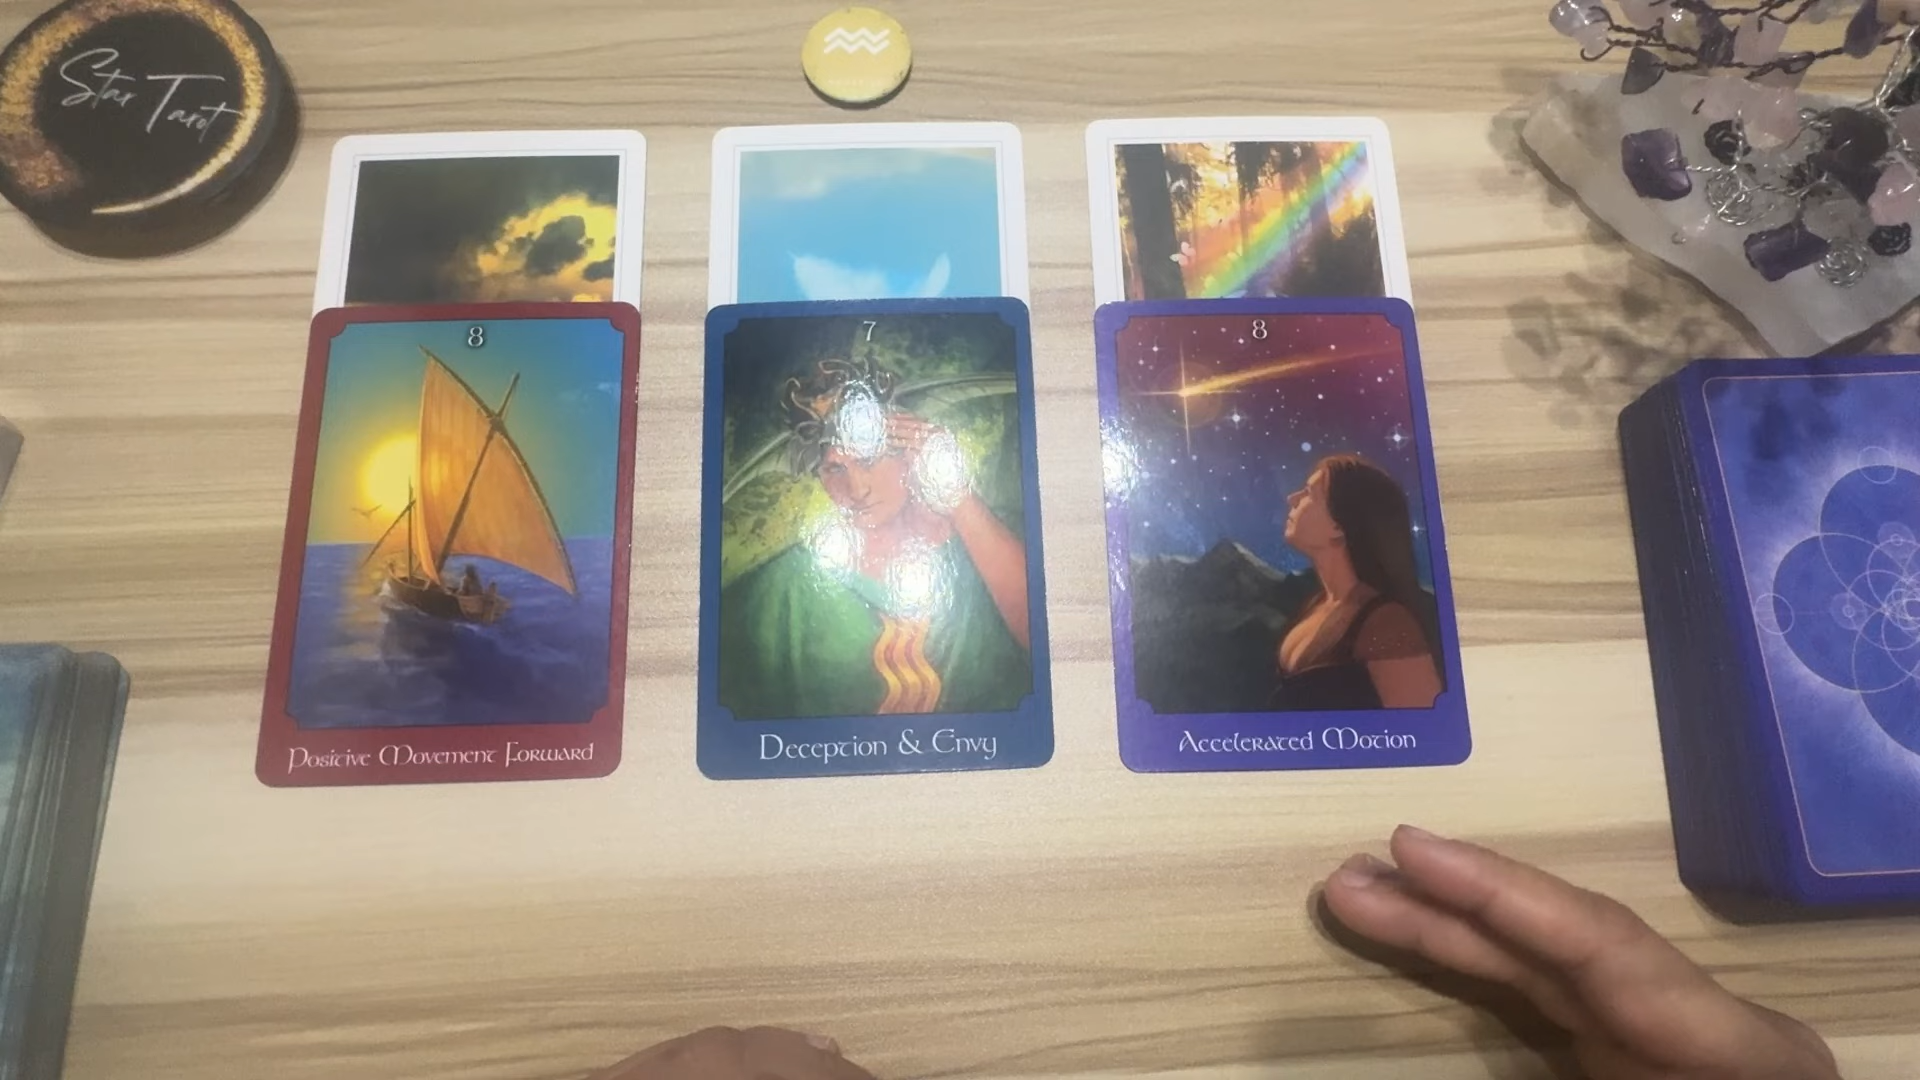 Star Tarot
8
7
8
Positive Movement Forward
Deception & Envy
Accelerated Motion